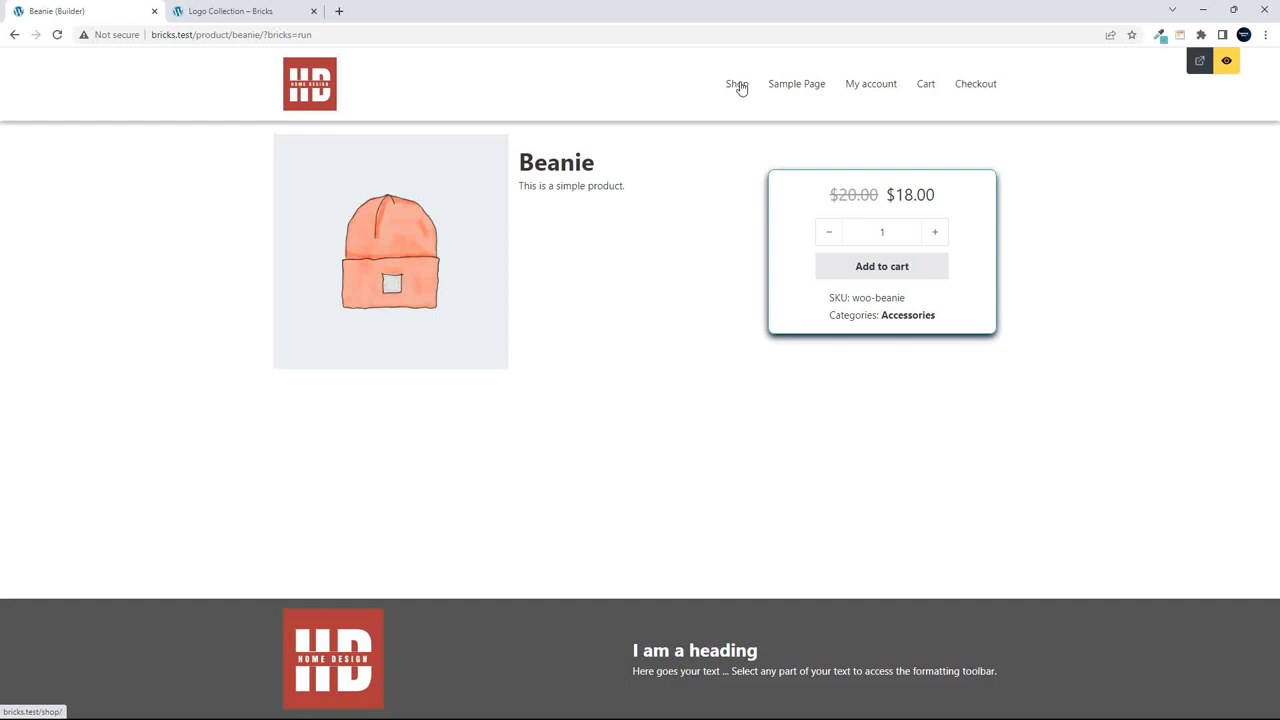 Beanie (Builder)
Logo Collection – Bricks
Not secure
bricks.test/product/beanie/?bricks=run
HD
HOME DESIGN
Shop
Sample Page
My account
Cart
Checkout
Beanie
This is a simple product.
$20.00 $18.00
− 1 +
Add to cart
SKU: woo-beanie
Categories: Accessories
HD
HOME DESIGN
I am a heading
Here goes your text ... Select any part of your text to access the formatting toolbar.
bricks.test/shop/